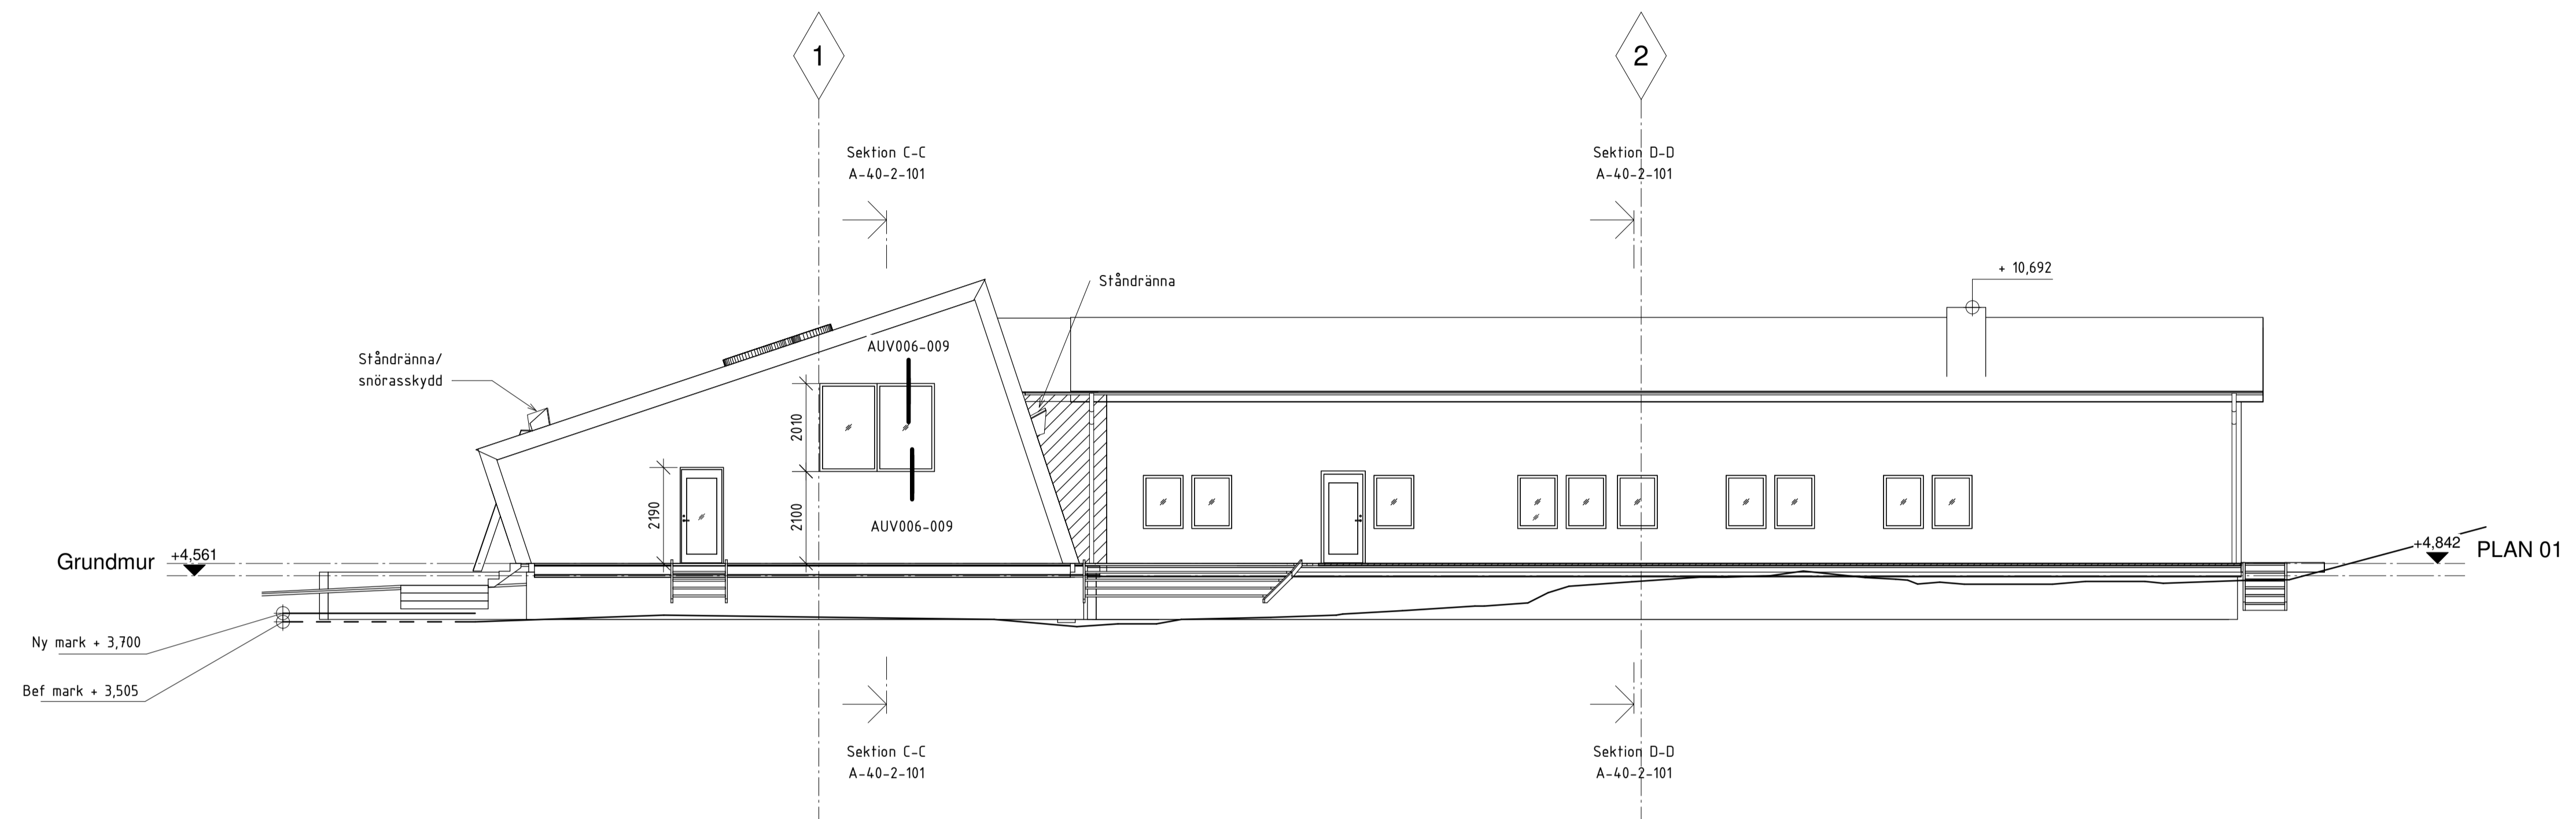 1
2
Sektion C-C
A-40-2-101
Sektion D-D
A-40-2-101
+ 10,692
Ståndränna
AUV006-009
Ståndränna/
snörasskydd
2010
2190
2100
AUV006-009
Grundmur
+4,561
+4,842
PLAN 01
Ny mark + 3,700
Bef mark + 3,505
Sektion C-C
A-40-2-101
Sektion D-D
A-40-2-101